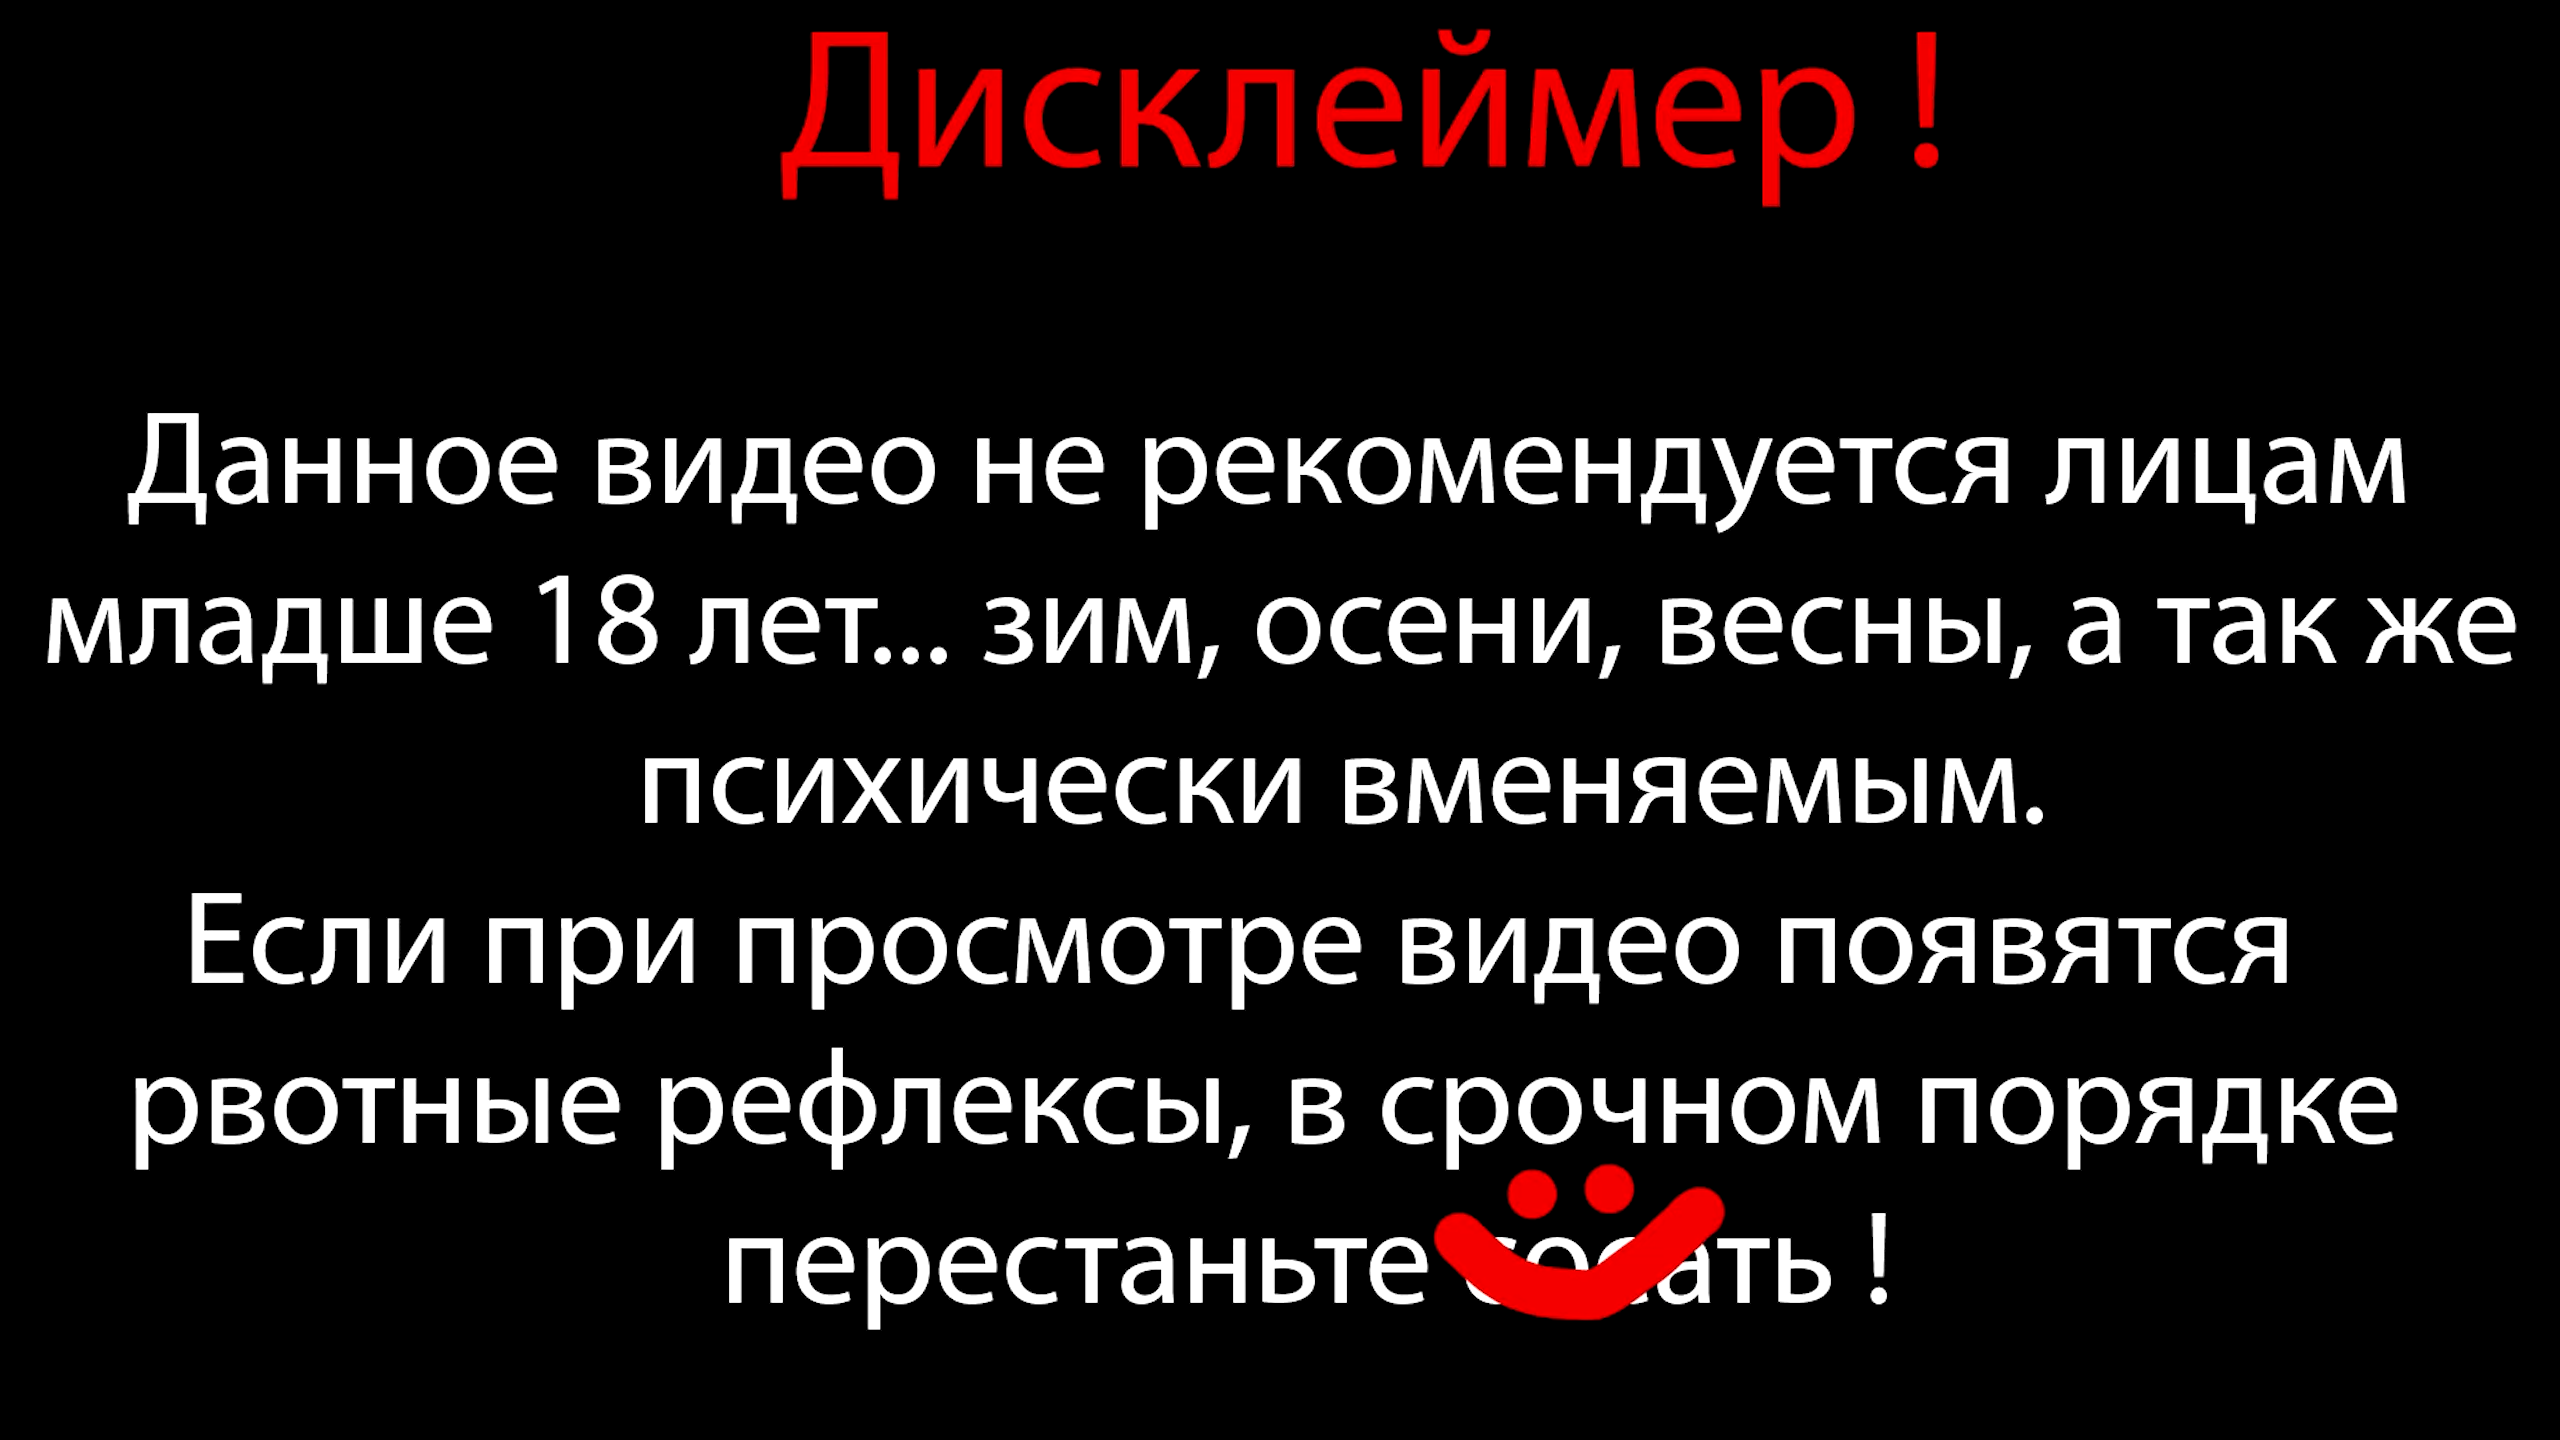 Дисклеймер !
Данное видео не рекомендуется лицам
младше 18 лет... зим, осени, весны, а так же
психически вменяемым.
Если при просмотре видео появятся
рвотные рефлексы, в срочном порядке
перестаньте сосать !